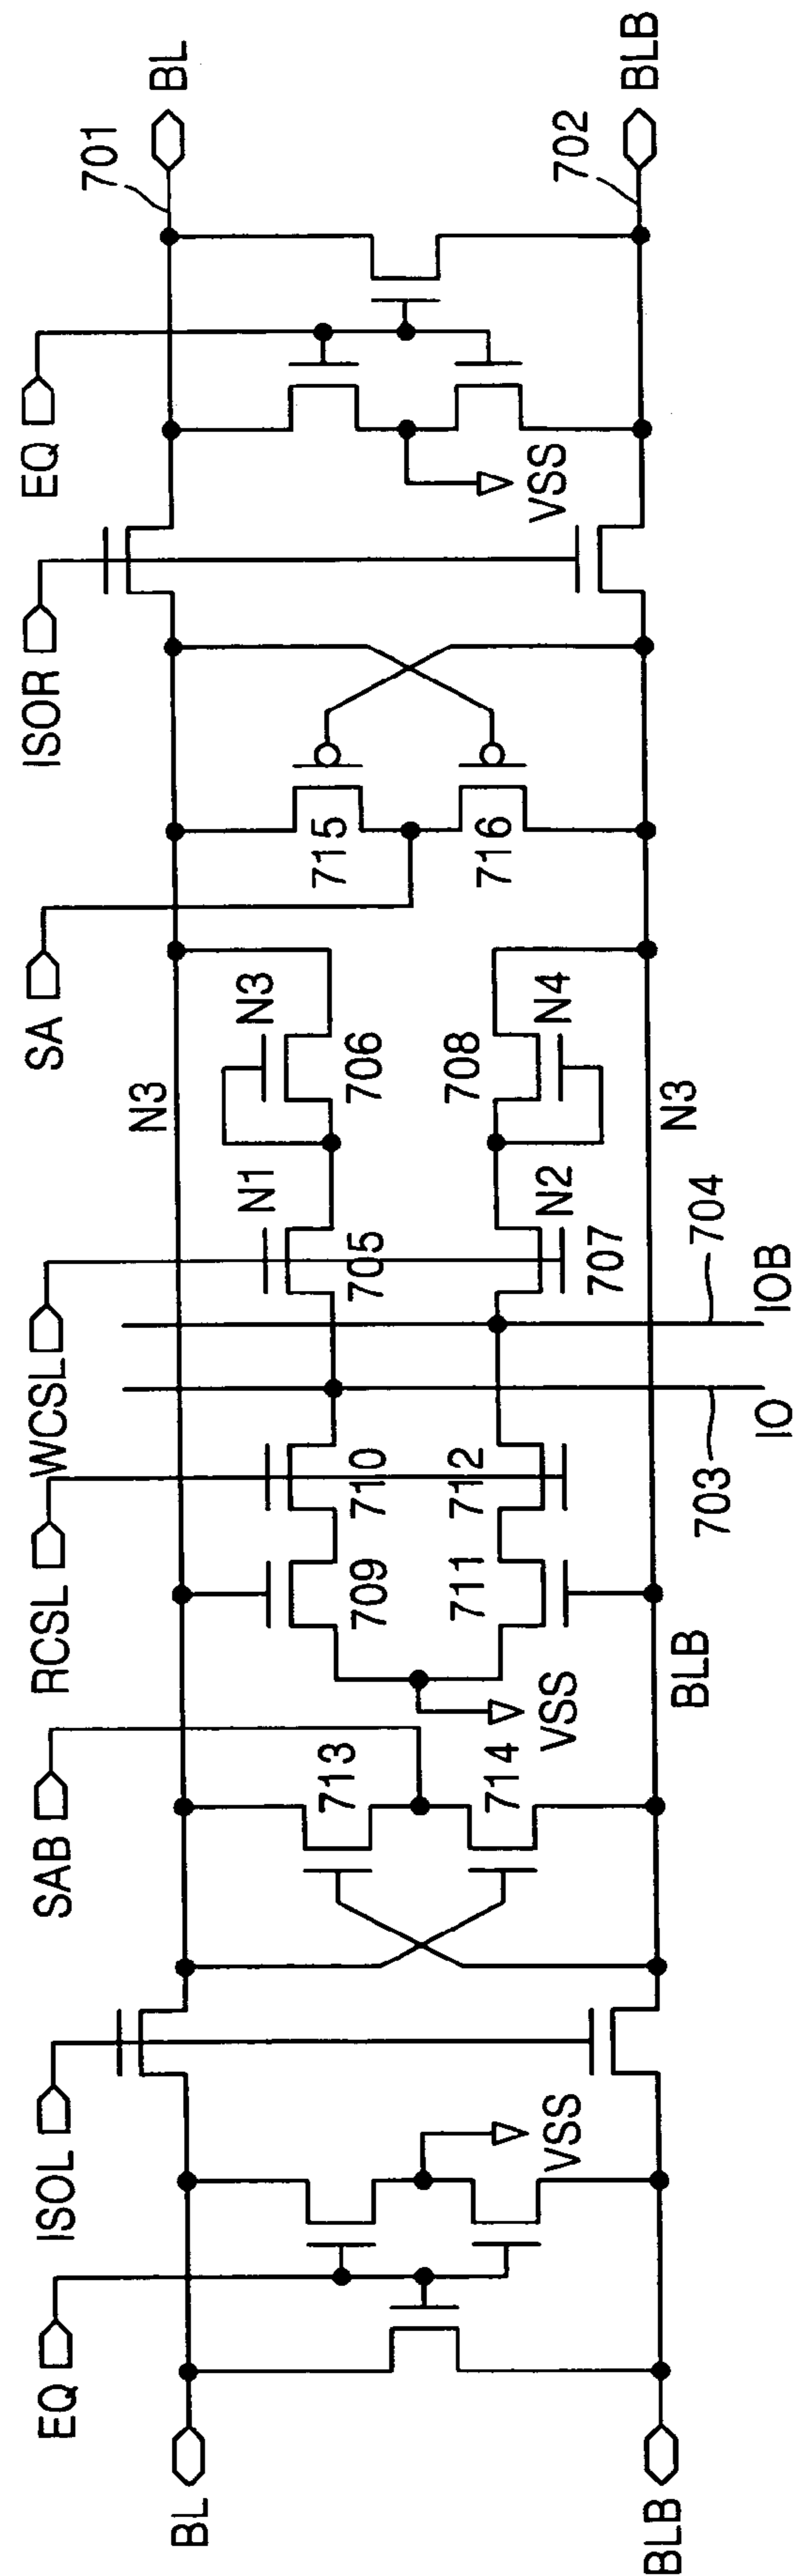 EQ
ISOL
SAB
RCSL
WCSL
SA
ISOR
EQ
BL
701
BL
N3
713
709
710
705
N1
706
N3
715
VSS
714
VSS
711
712
707
N2
708
N4
716
VSS
BLB
BLB
N3
702
BLB
703
IO
IOB
704